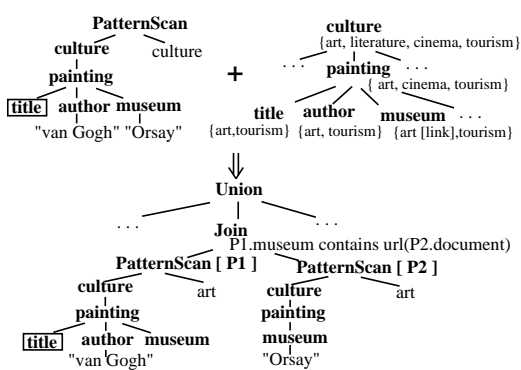 PatternScan
culture culture
painting
title author museum
"van Gogh" "Orsay"
+
culture
{art, literature, cinema, tourism}
. . . painting . . .
{ art, cinema, tourism}
title author museum . . .
{art,tourism} {art, tourism} {art [link],tourism}
⇓
Union
. . . . . .
Join
P1.museum contains url(P2.document)
PatternScan [ P1 ] PatternScan [ P2 ]
culture art culture art
painting painting
title author museum museum
"van Gogh" "Orsay"